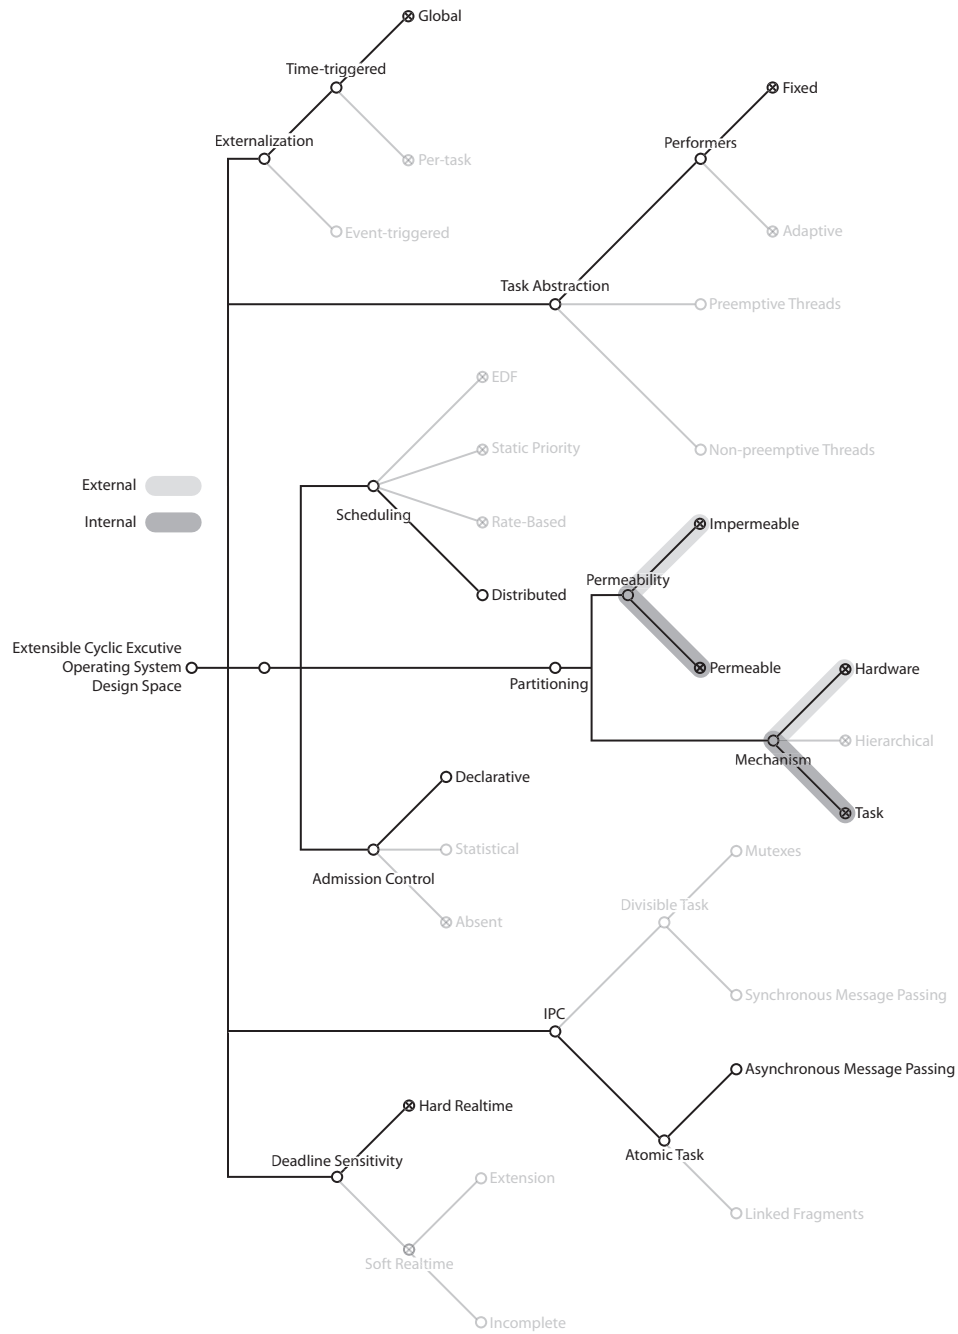 Global
Time-triggered
Fixed
Externalization
Performers
Per-task
Event-triggered
Adaptive
Task Abstraction
Preemptive Threads
EDF
Static Priority
Non-preemptive Threads
External
Scheduling
Internal
Rate-Based
Impermeable
Permeability
Distributed
Extensible Cyclic Excutive
Operating System
Design Space
Partitioning
Permeable
Hardware
Hierarchical
Mechanism
Declarative
Task
Statistical
Mutexes
Admission Control
Divisible Task
Absent
Synchronous Message Passing
IPC
Asynchronous Message Passing
Hard Realtime
Atomic Task
Deadline Sensitivity
Extension
Linked Fragments
Soft Realtime
Incomplete